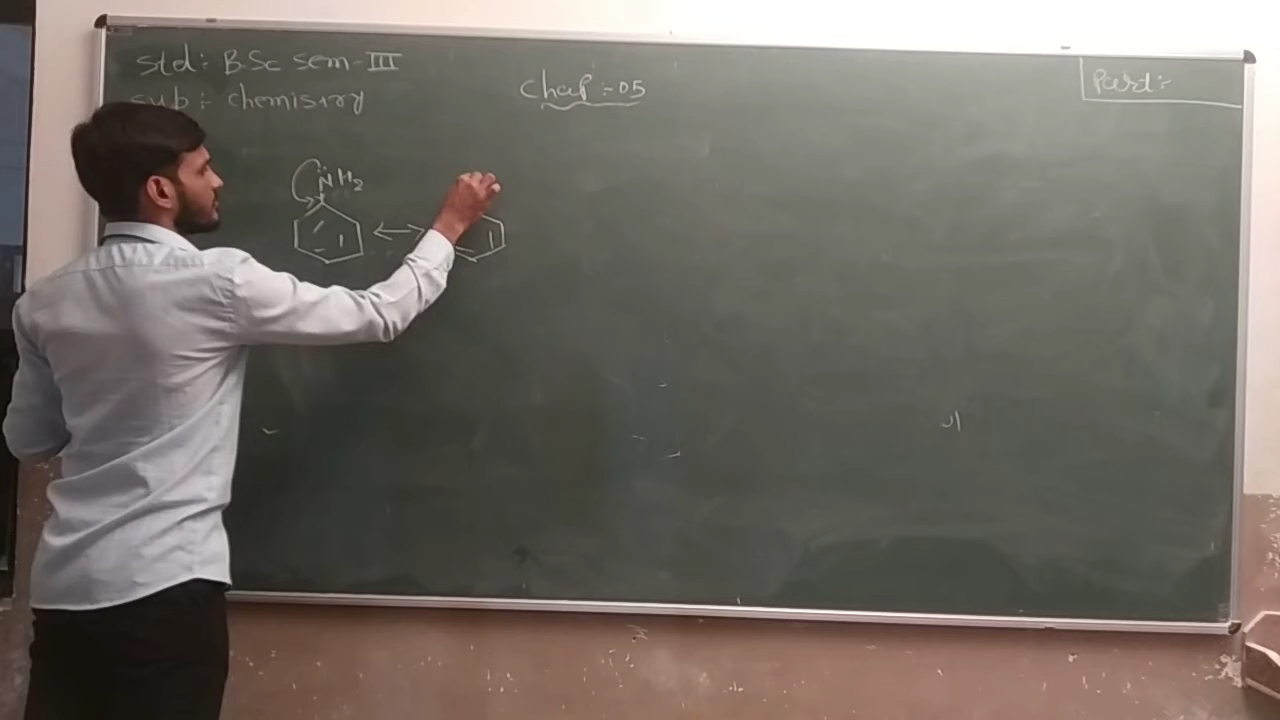 Std :- B.Sc sem-III
Sub :- chemistry
Chap :- 05
Part :-
NH2